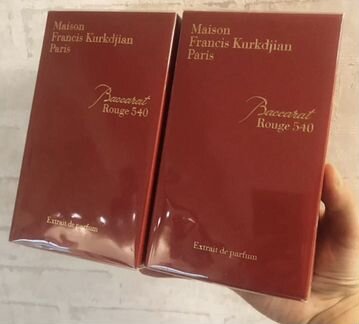 Maison
Francis Kurkdjian
Paris
Baccarat
Rouge 540
Extrait de parfum
Maison
Francis Kurkdjian
Paris
Baccarat
Rouge 540
Extrait de parfum